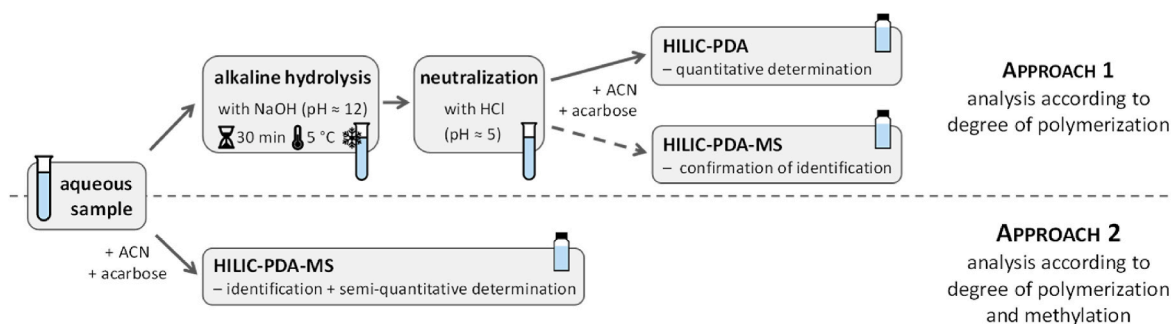 HILIC-PDA
– quantitative determination
alkaline hydrolysis
with NaOH (pH ≈ 12)
30 min 5 °C
neutralization
with HCl
(pH ≈ 5)
+ ACN
+ acarbose
HILIC-PDA-MS
– confirmation of identification
APPROACH 1
analysis according to
degree of polymerization
aqueous
sample
+ ACN
+ acarbose
HILIC-PDA-MS
– identification + semi-quantitative determination
APPROACH 2
analysis according to
degree of polymerization
and methylation